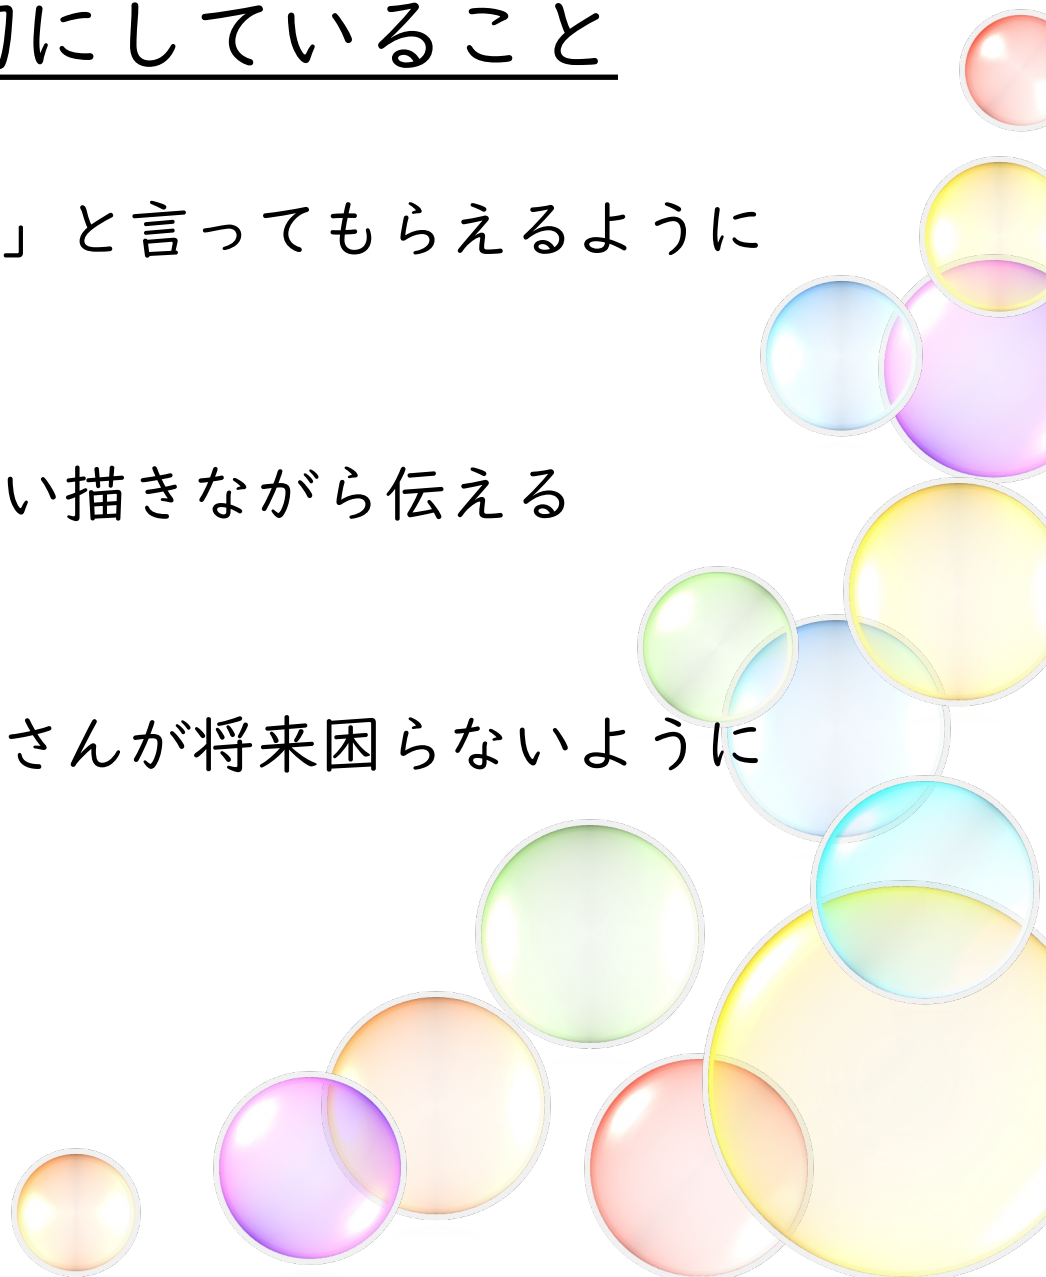 にしていること
」と言ってもらえるように
い描きながら伝える
さんが将来困らないように